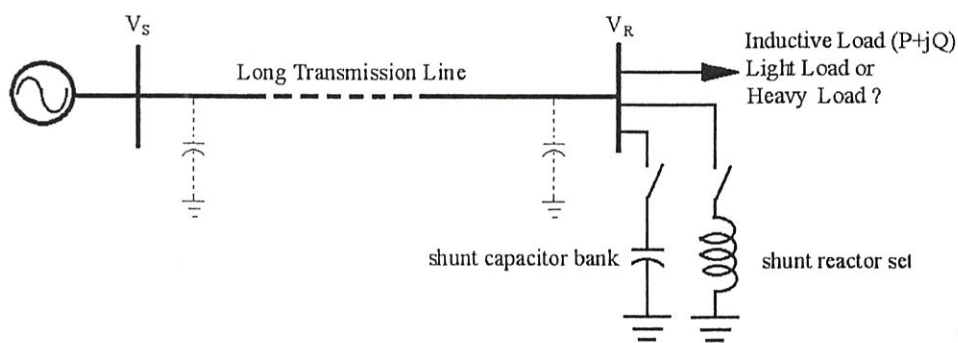 V_S
V_R
Inductive Load (P+jQ)
Light Load or
Heavy Load ?
Long Transmission Line
shunt capacitor bank
shunt reactor set